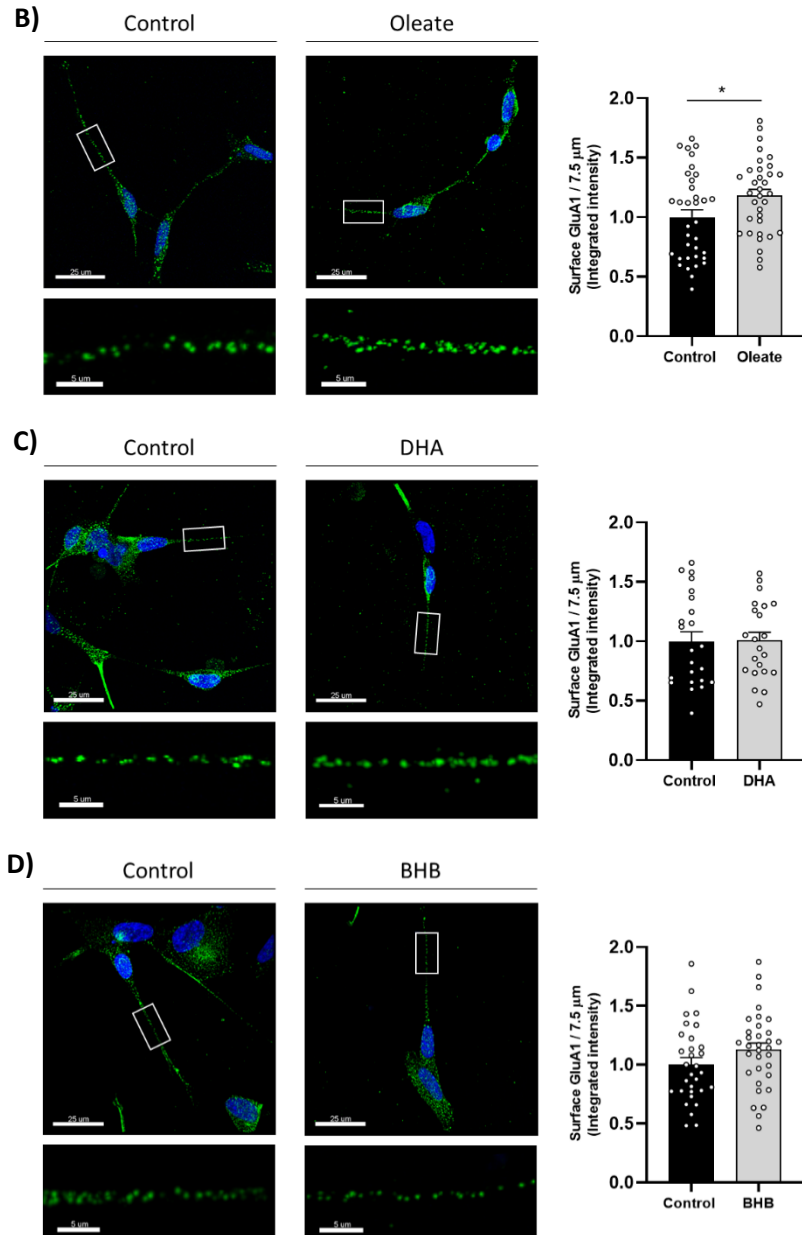 B)
Control
Oleate
25 um
25 um
5 um
5 um
Surface GluA1 / 7.5 µm
(Integrated intensity)
2.0
1.5
1.0
0.5
0.0
*
Control
Oleate
C)
Control
DHA
25 um
25 um
5 um
5 um
Surface GluA1 / 7.5 µm
(Integrated intensity)
2.0
1.5
1.0
0.5
0.0
Control
DHA
D)
Control
BHB
25 um
25 um
5 um
5 um
Surface GluA1 / 7.5 µm
(Integrated intensity)
2.0
1.5
1.0
0.5
0.0
Control
BHB